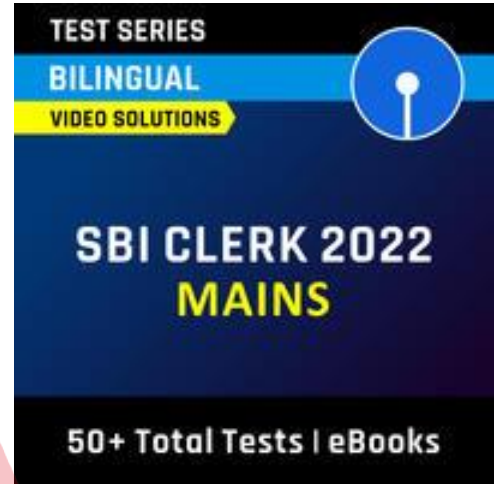 TEST SERIES
BILINGUAL
VIDEO SOLUTIONS
SBI CLERK 2022
MAINS
50+ Total Tests | eBooks